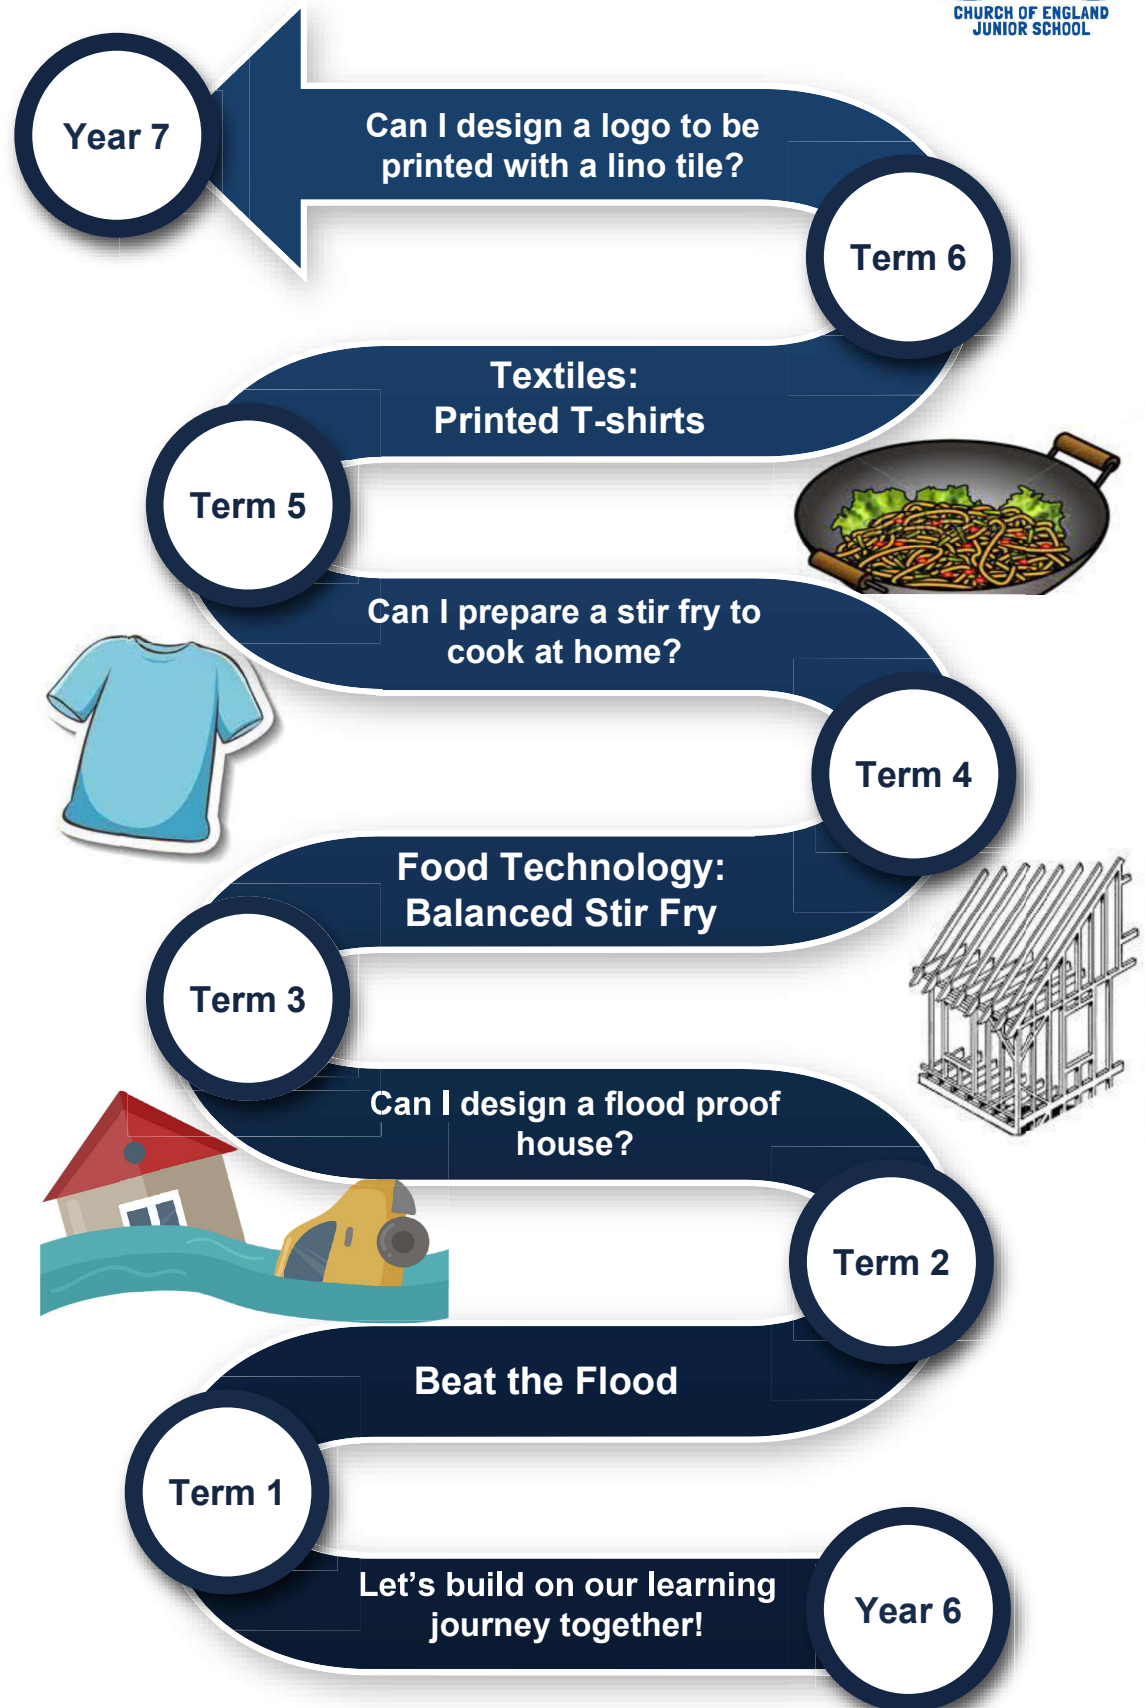 CHURCH OF ENGLAND
JUNIOR SCHOOL
Year 7
Can I design a logo to be
printed with a lino tile?
Term 6
Textiles:
Printed T-shirts
Term 5
Can I prepare a stir fry to
cook at home?
Term 4
Food Technology:
Balanced Stir Fry
Term 3
Can I design a flood proof
house?
Term 2
Beat the Flood
Term 1
Let's build on our learning
journey together!
Year 6